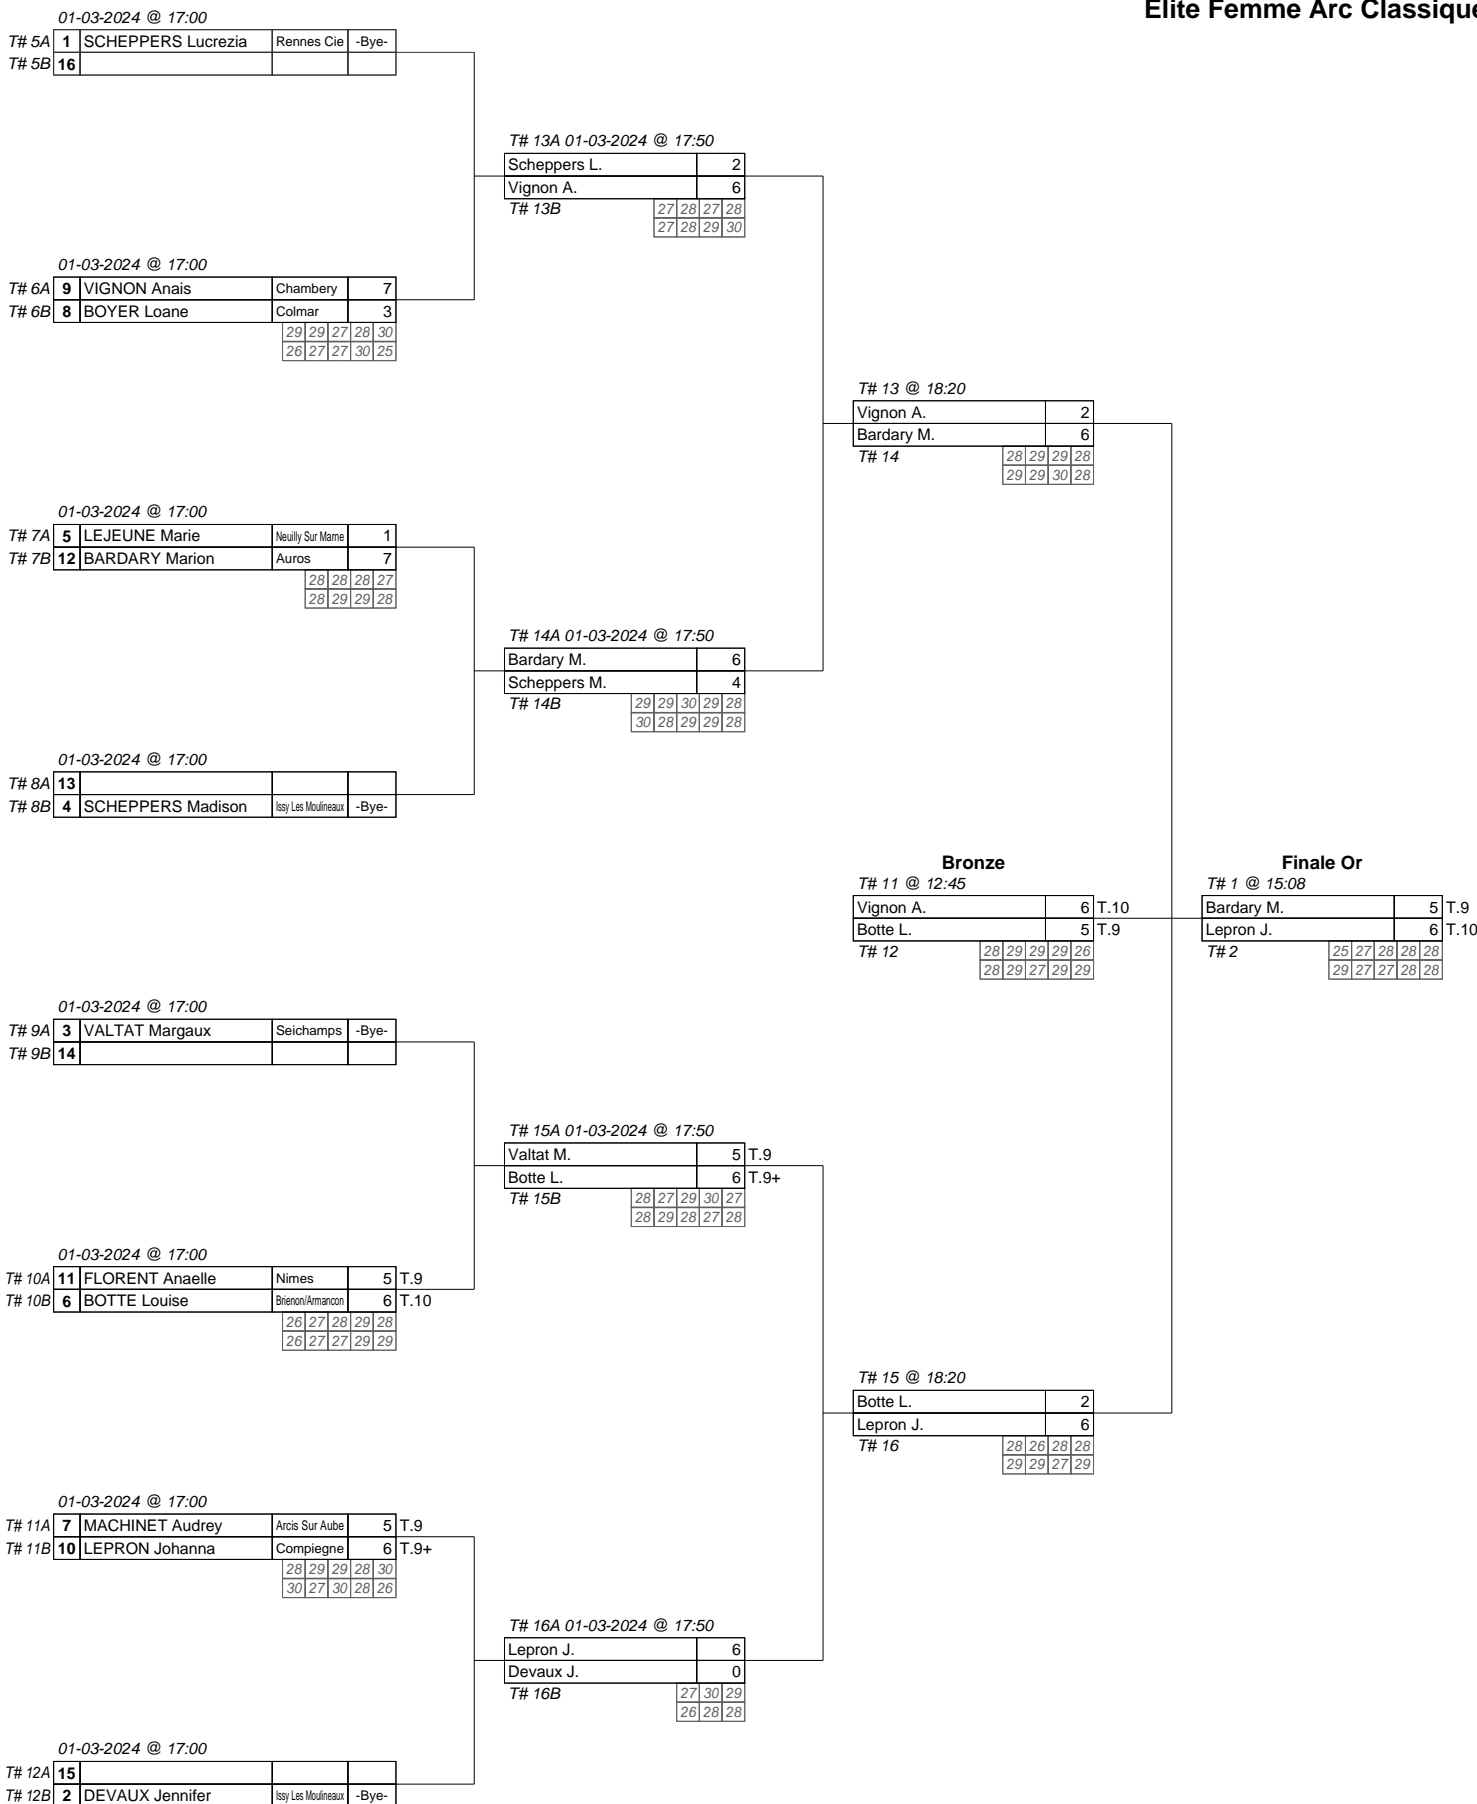 Elite Femme Arc Classique
01-03-2024 @ 17:00
T# 5A 1 SCHEPPERS Lucrezia Rennes Cie -Bye-
T# 5B 16
T# 13A 01-03-2024 @ 17:50
Scheppers L. 2
Vignon A. 6
T# 13B 27 28 27 28
27 28 29 30
01-03-2024 @ 17:00
T# 6A 9 VIGNON Anais Chambery 7
T# 6B 8 BOYER Loane Colmar 3
29 29 27 28 30
26 27 27 30 25
T# 13 @ 18:20
Vignon A. 2
Bardary M. 6
T# 14 28 29 29 28
29 29 30 28
01-03-2024 @ 17:00
T# 7A 5 LEJEUNE Marie Neuilly Sur Marne 1
T# 7B 12 BARDARY Marion Auros 7
28 28 28 27
28 29 29 28
T# 14A 01-03-2024 @ 17:50
Bardary M. 6
Scheppers M. 4
T# 14B 29 29 30 29 28
30 28 29 29 28
01-03-2024 @ 17:00
T# 8A 13
T# 8B 4 SCHEPPERS Madison Issy Les Moulineaux -Bye-
Bronze Finale Or
T# 11 @ 12:45 T# 1 @ 15:08
Vignon A. 6 T.10 Bardary M. 5 T.9
Botte L. 5 T.9 Lepron J. 6 T.10
T# 12 28 29 29 29 26 T# 2 25 27 28 28 28
28 29 27 29 29 29 27 27 28 28
01-03-2024 @ 17:00
T# 9A 3 VALTAT Margaux Seichamps -Bye-
T# 9B 14
T# 15A 01-03-2024 @ 17:50
Valtat M. 5 T.9
Botte L. 6 T.9+
T# 15B 28 27 29 30 27
28 29 28 27 28
01-03-2024 @ 17:00
T# 10A 11 FLORENT Anaelle Nimes 5 T.9
T# 10B 6 BOTTE Louise Brienon/Armancon 6 T.10
26 27 28 29 28
26 27 27 29 29
T# 15 @ 18:20
Botte L. 2
Lepron J. 6
T# 16 28 26 28 28
29 29 27 29
01-03-2024 @ 17:00
T# 11A 7 MACHINET Audrey Arcis Sur Aube 5 T.9
T# 11B 10 LEPRON Johanna Compiegne 6 T.9+
28 29 29 28 30
30 27 30 28 26
T# 16A 01-03-2024 @ 17:50
Lepron J. 6
Devaux J. 0
T# 16B 27 30 29
26 28 28
01-03-2024 @ 17:00
T# 12A 15
T# 12B 2 DEVAUX Jennifer Issy Les Moulineaux -Bye-